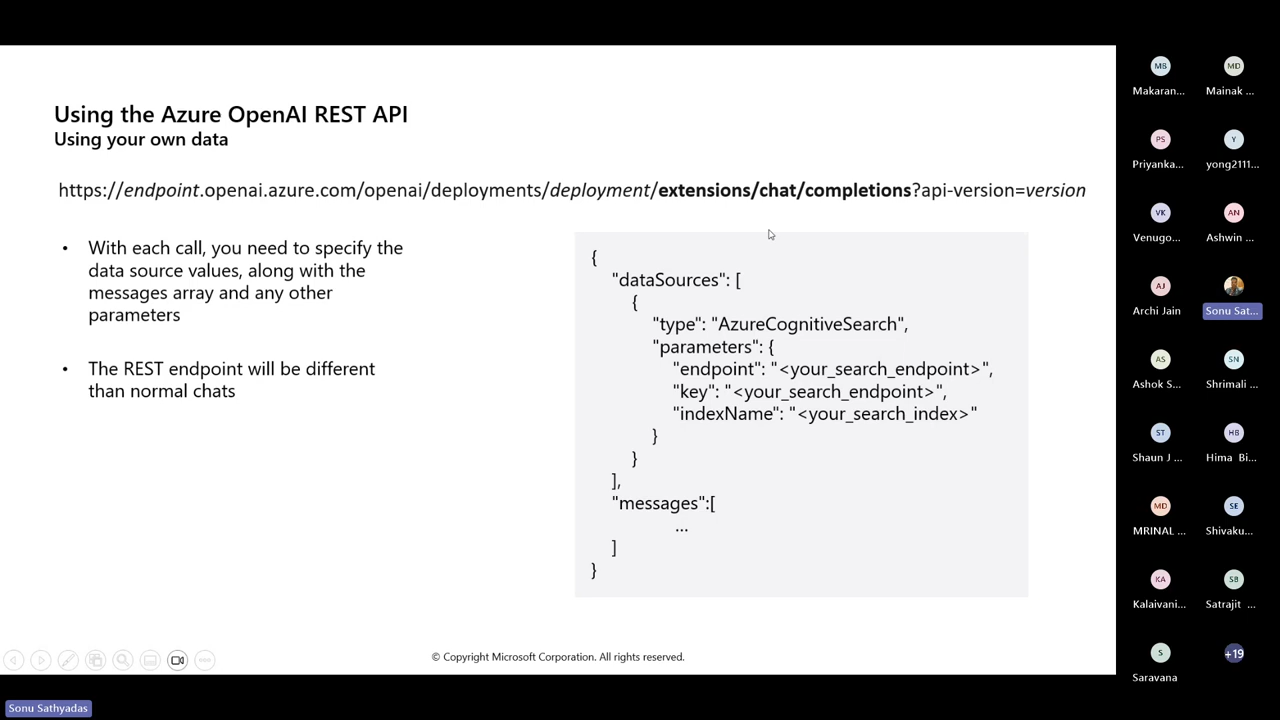 Using the Azure OpenAI REST API
Using your own data
https://endpoint.openai.azure.com/openai/deployments/deployment/extensions/chat/completions?api-version=version
• With each call, you need to specify the
data source values, along with the
messages array and any other
parameters
• The REST endpoint will be different
than normal chats
{
"dataSources": [
{
"type": "AzureCognitiveSearch",
"parameters": {
"endpoint": "<your_search_endpoint>",
"key": "<your_search_endpoint>",
"indexName": "<your_search_index>"
}
}
],
"messages":[
...
]
}
© Copyright Microsoft Corporation. All rights reserved.
Sonu Sathyadas
MB MD
Makaran... Mainak ...
PS Y
Priyanka... yong2111...
VK AN
Venugo... Ashwin ...
AJ
Archi Jain Sonu Sat...
AS SN
Ashok S... Shrimali ...
ST HB
Shaun J ... Hima Bi...
MD SE
MRINAL ... Shivaku...
KA SB
Kalaivani... Satrajit ...
S +19
Saravana